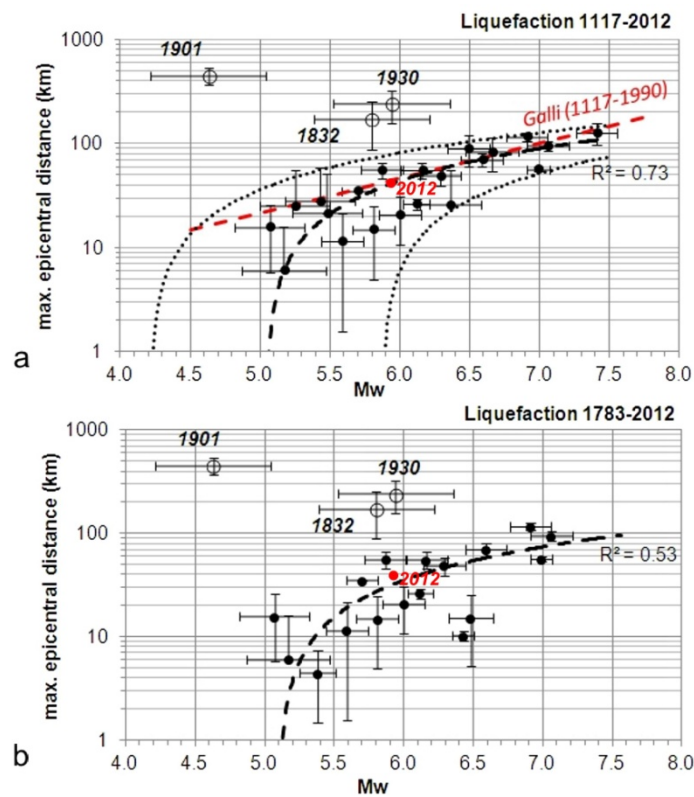 Liquefaction 1117-2012
1000
1901
1930
1832
Galli (1117-1990)
100
2012
R² = 0.73
10
1
max. epicentral distance (km)
4.0 4.5 5.0 5.5 6.0 6.5 7.0 7.5 8.0
Mw
a
Liquefaction 1783-2012
1000
1901
1930
1832
100
2012
R² = 0.53
10
1
max. epicentral distance (km)
4.0 4.5 5.0 5.5 6.0 6.5 7.0 7.5 8.0
Mw
b